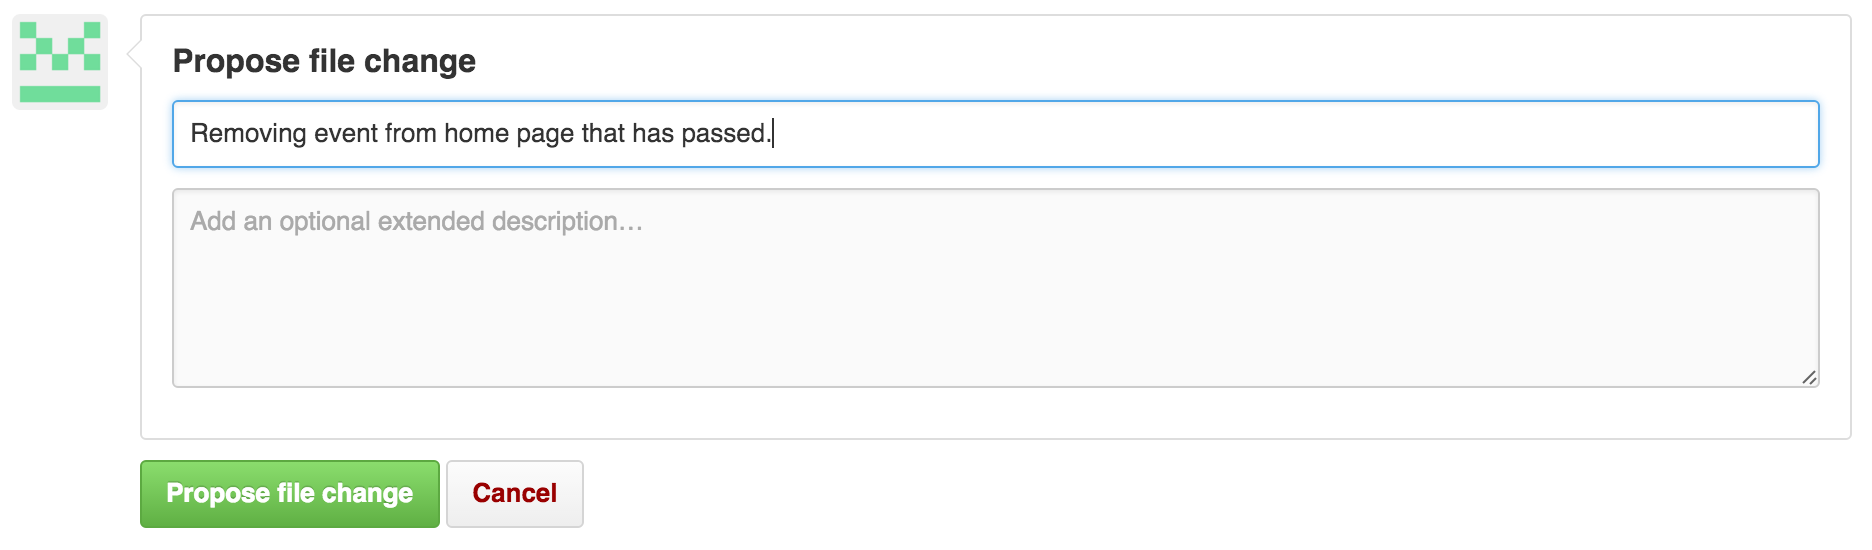 Propose file change
Removing event from home page that has passed.
Add an optional extended description…
Propose file change
Cancel